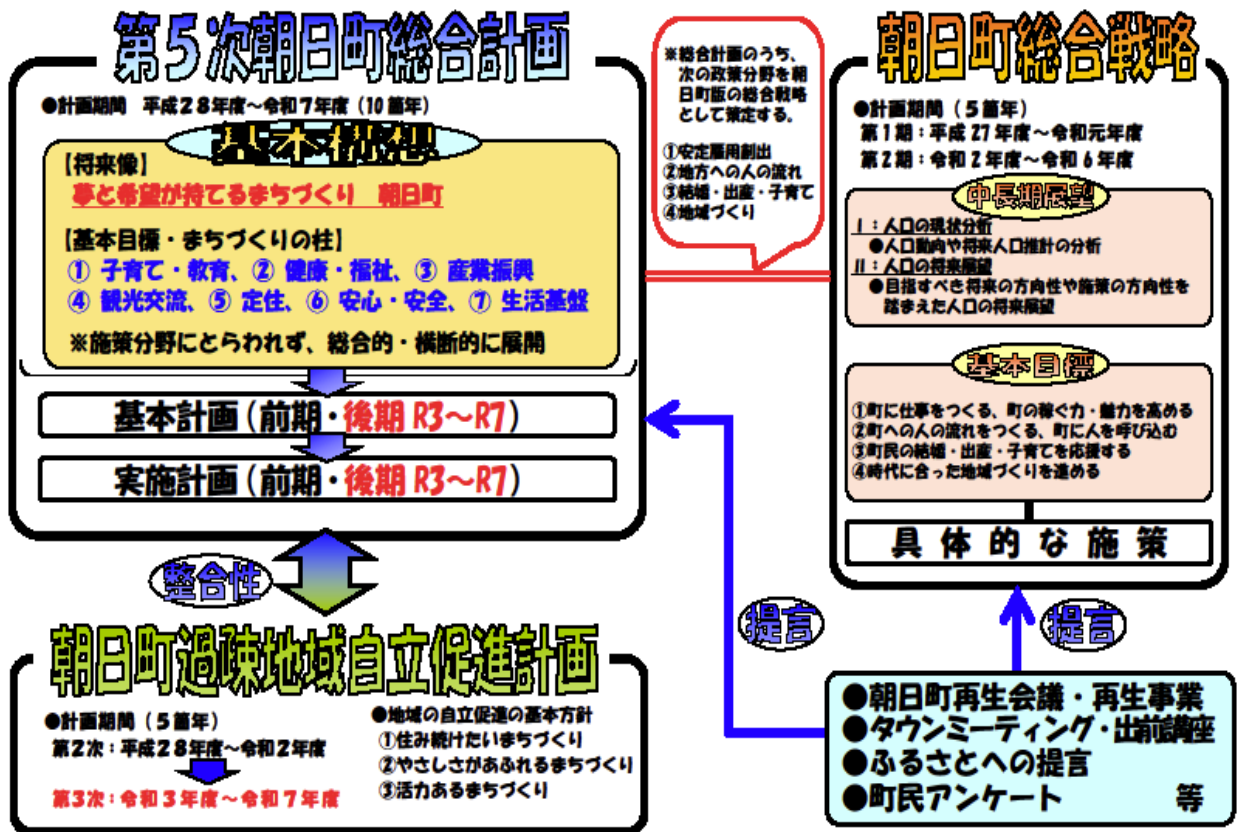 第5次朝日町総合計画
●計画期間 平成28年度~令和7年度(10箇年)
基本構想
【将来像】
夢と希望が持てるまちづくり 朝日町
【基本目標・まちづくりの柱】
① 子育て・教育、② 健康・福祉、③ 産業振興
④ 観光交流、⑤ 定住、⑥ 安心・安全、⑦ 生活基盤
※施策分野にとらわれず、総合的・横断的に展開
基本計画(前期・後期 R3~R7)
実施計画(前期・後期 R3~R7)
※総合計画のうち、
次の政策分野を朝
日町版の総合戦略
として策定する。
①安定雇用創出
②地方への人の流れ
③結婚・出産・子育て
④地域づくり
朝日町総合戦略
●計画期間(5箇年)
第1期:平成27年度~令和元年度
第2期:令和2年度~令和6年度
中長期展望
Ⅰ:人口の現状分析
●人口動向や将来人口推計の分析
Ⅱ:人口の将来展望
●目指すべき将来の方向性や施策の方向性を
踏まえた人口の将来展望
基本目標
①町に仕事をつくる、町の稼ぐ力・魅力を高める
②町への人の流れをつくる、町に人を呼び込む
③町民の結婚・出産・子育てを応援する
④時代に合った地域づくりを進める
具体的な施策
整合性
提言
提言
朝日町過疎地域自立促進計画
●計画期間(5箇年)
第2次:平成28年度~令和2年度
第3次:令和3年度~令和7年度
●地域の自立促進の基本方針
①住み続けたいまちづくり
②やさしさがあふれるまちづくり
③活力あるまちづくり
●朝日町再生会議・再生事業
●タウンミーティング・出前講座
●ふるさとへの提言
●町民アンケート 等